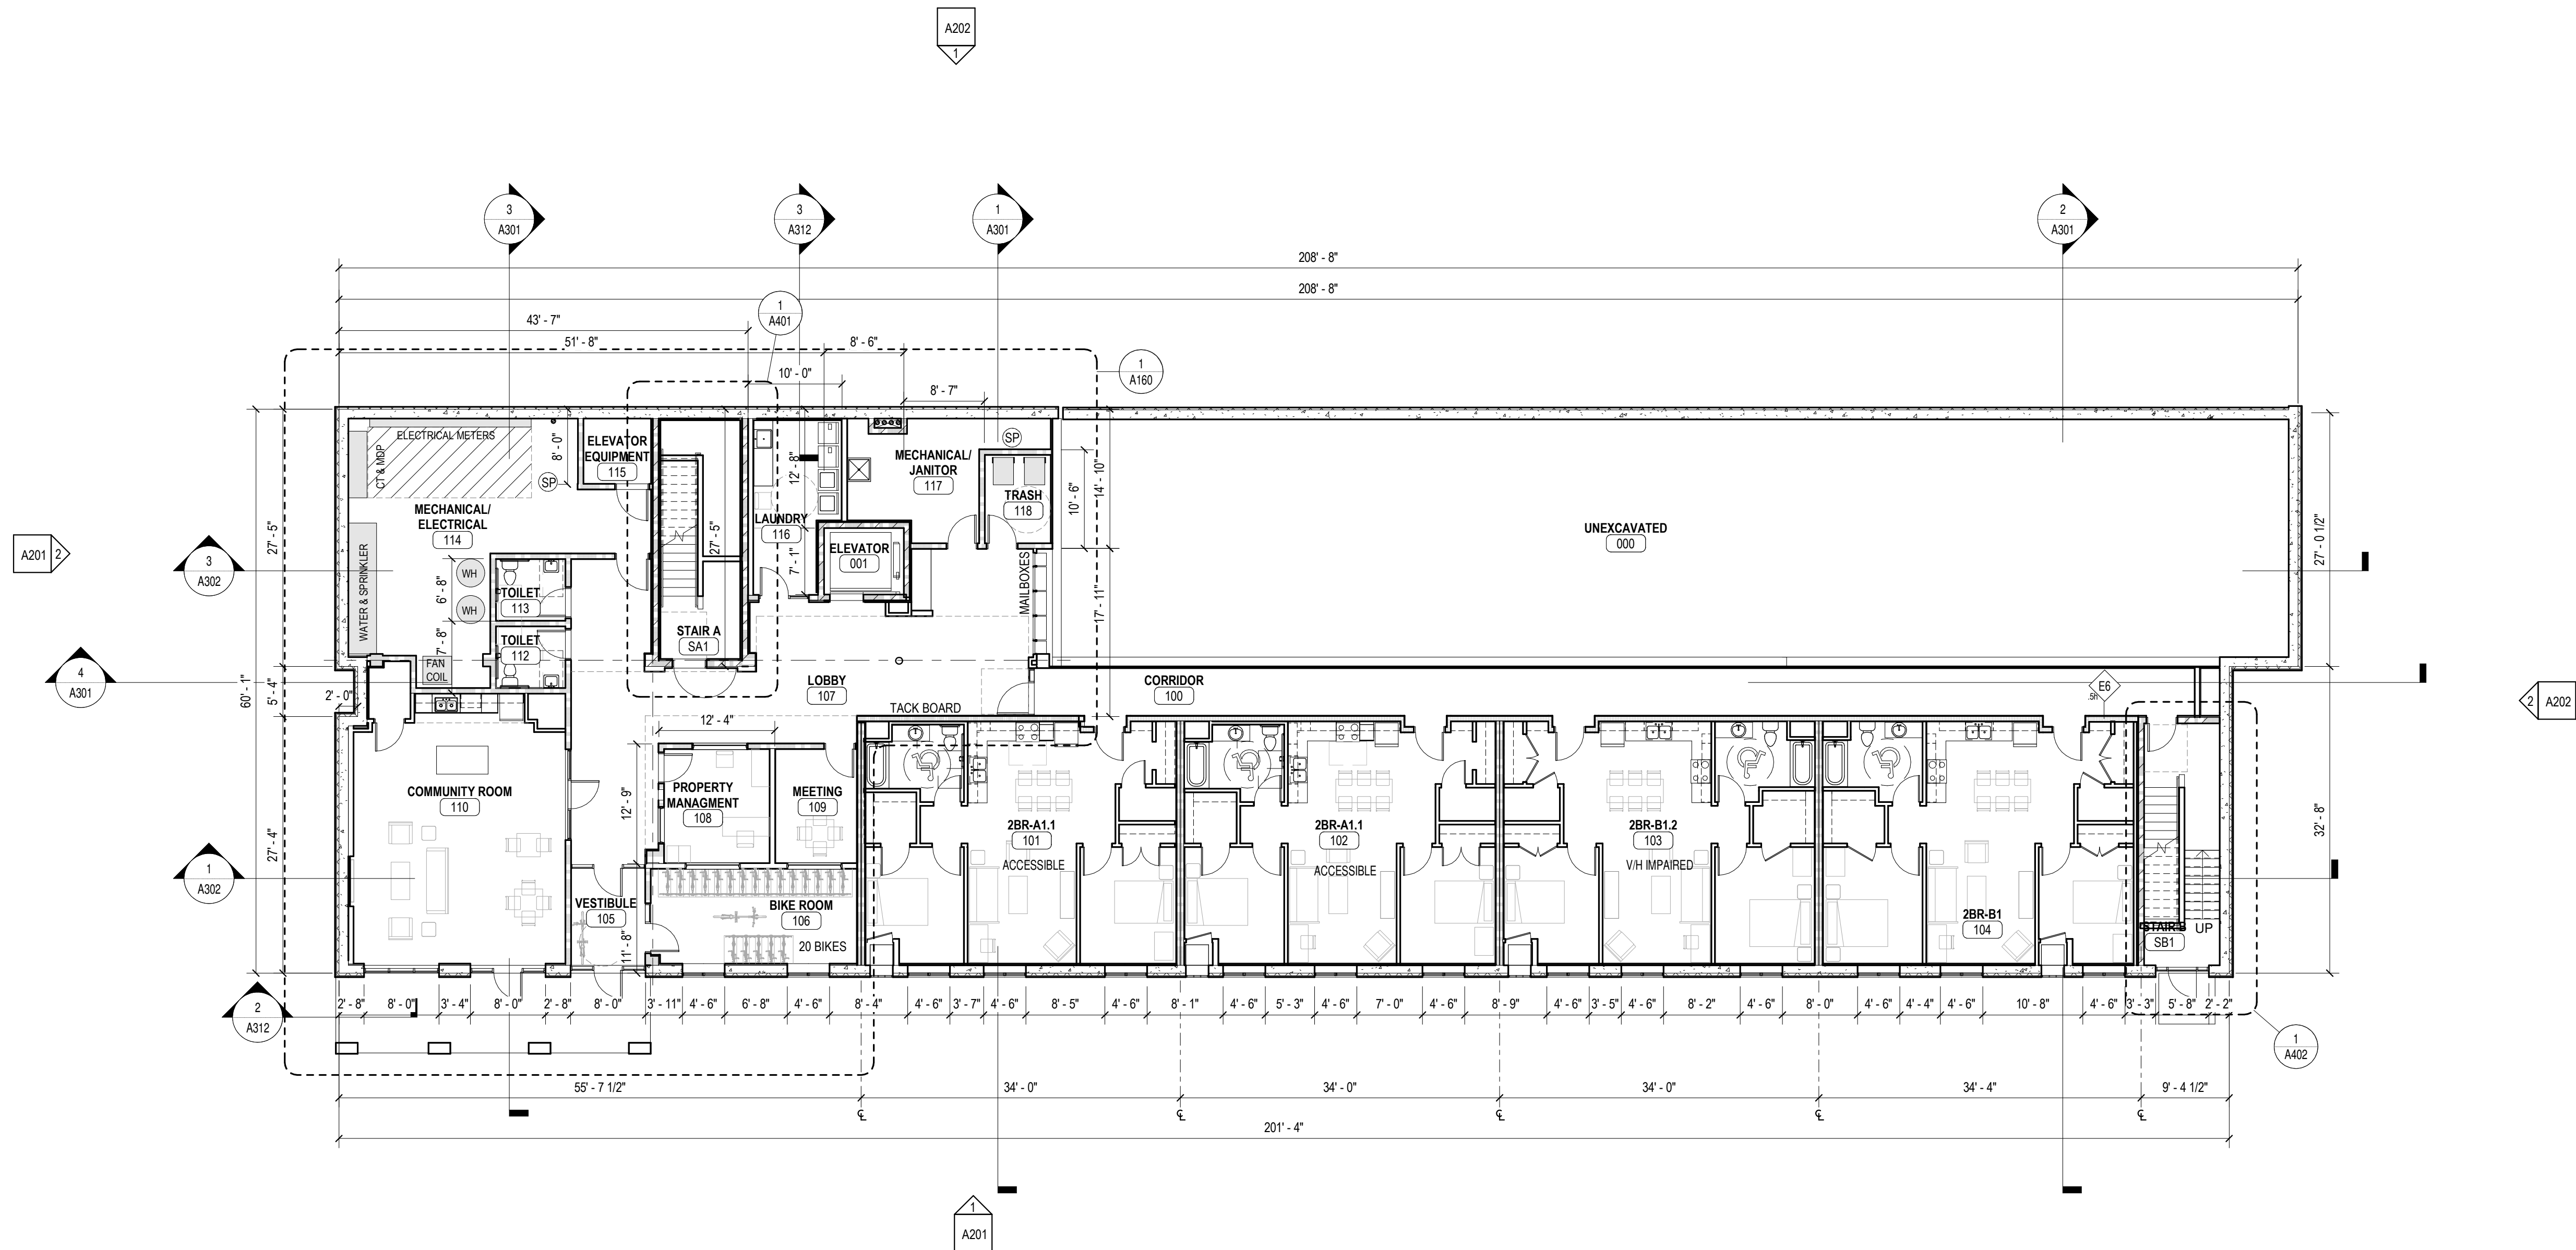 A202
1
3
A301
3
A312
1
A301
2
A301
208' - 8"
208' - 8"
43' - 7"
1
A401
51' - 8"
8' - 6"
10' - 0"
8' - 7"
1
A160
ELECTRICAL METERS
CT & MDP
8' - 0"
SP
ELEVATOR
EQUIPMENT
115
27' - 5"
12' - 8"
MECHANICAL/
JANITOR
117
SP
TRASH
118
10' - 6"
14' - 10"
MECHANICAL/
ELECTRICAL
114
LAUNDRY
116
7' - 1"
ELEVATOR
001
MAILBOXES
17' - 11"
UNEXCAVATED
000
27' - 0 1/2"
A201
2
3
A302
27' - 5"
WATER & SPRINKLER
WH
WH
6' - 8"
7' - 8"
TOILET
113
TOILET
112
FAN
COIL
STAIR A
SA1
4
A301
60' - 1"
5' - 4"
2' - 0"
LOBBY
107
TACK BOARD
CORRIDOR
100
E6
.5h
2
A202
12' - 4"
COMMUNITY ROOM
110
PROPERTY
MANAGMENT
108
MEETING
109
12' - 9"
27' - 4"
1
A302
2BR-A1.1
101
ACCESSIBLE
2BR-A1.1
102
ACCESSIBLE
2BR-B1.2
103
V/H IMPAIRED
2BR-B1
104
32' - 8"
VESTIBULE
105
11' - 8"
BIKE ROOM
106
20 BIKES
STAIR B
SB1
UP
2
A312
2' - 8"
8' - 0"
3' - 4"
8' - 0"
2' - 8"
8' - 0"
3' - 11"
4' - 6"
6' - 8"
4' - 6"
8' - 4"
4' - 6"
3' - 7"
4' - 6"
8' - 5"
4' - 6"
8' - 1"
4' - 6"
5' - 3"
4' - 6"
7' - 0"
4' - 6"
8' - 9"
4' - 6"
3' - 5"
4' - 6"
8' - 2"
4' - 6"
8' - 0"
4' - 6"
4' - 4"
4' - 6"
10' - 8"
4' - 6"
3' - 3"
5' - 8"
2' - 2"
1
A402
55' - 7 1/2"
34' - 0"
34' - 0"
34' - 0"
34' - 4"
9' - 4 1/2"
201' - 4"
1
A201